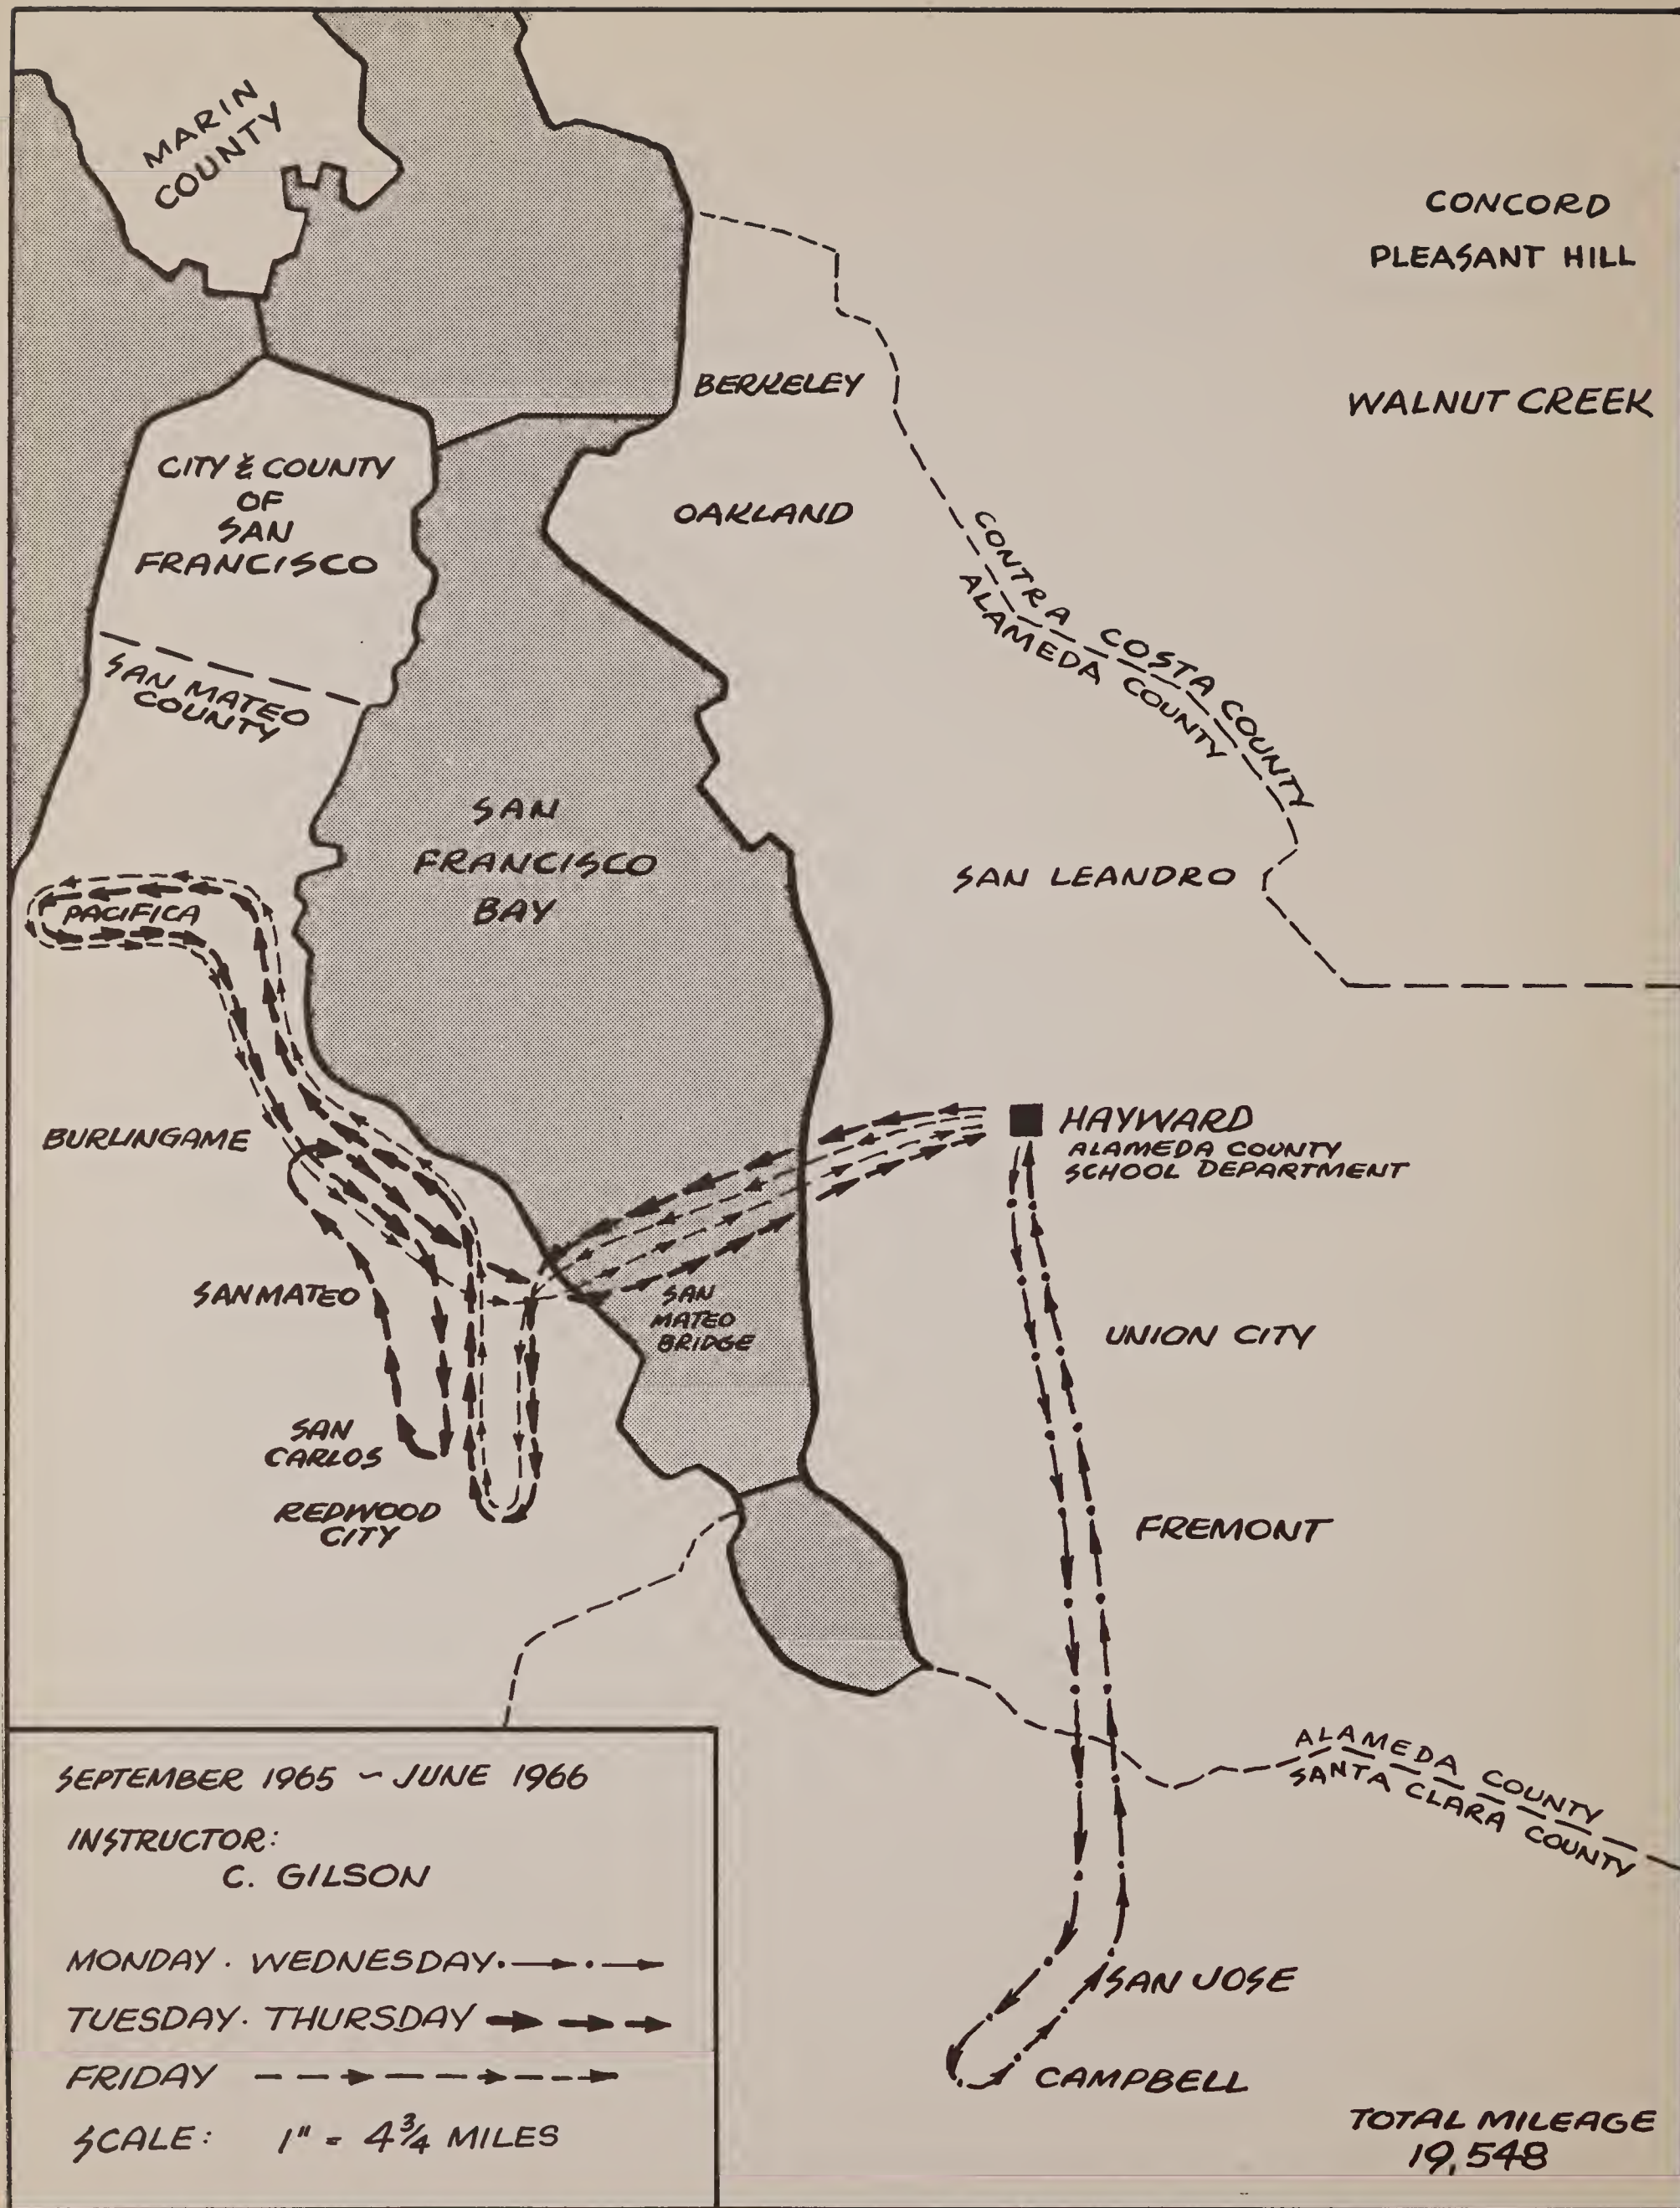 MARIN
COUNTY
CONCORD
PLEASANT HILL
WALNUT CREEK
BERKELEY
CITY & COUNTY
OF
SAN
FRANCISCO
OAKLAND
CONTRA COSTA COUNTY
ALAMEDA COUNTY
SAN MATEO
COUNTY
SAN
FRANCISCO
BAY
SAN LEANDRO
PACIFICA
BURLINGAME
HAYWARD
ALAMEDA COUNTY
SCHOOL DEPARTMENT
SAN MATEO
SAN
MATEO
BRIDGE
UNION CITY
SAN
CARLOS
REDWOOD
CITY
FREMONT
ALAMEDA COUNTY
SANTA CLARA COUNTY
SEPTEMBER 1965 ~ JUNE 1966
INSTRUCTOR:
C. GILSON
MONDAY · WEDNESDAY
TUESDAY · THURSDAY
FRIDAY
SCALE: 1" = 4 3/4 MILES
SAN JOSE
CAMPBELL
TOTAL MILEAGE
19,548